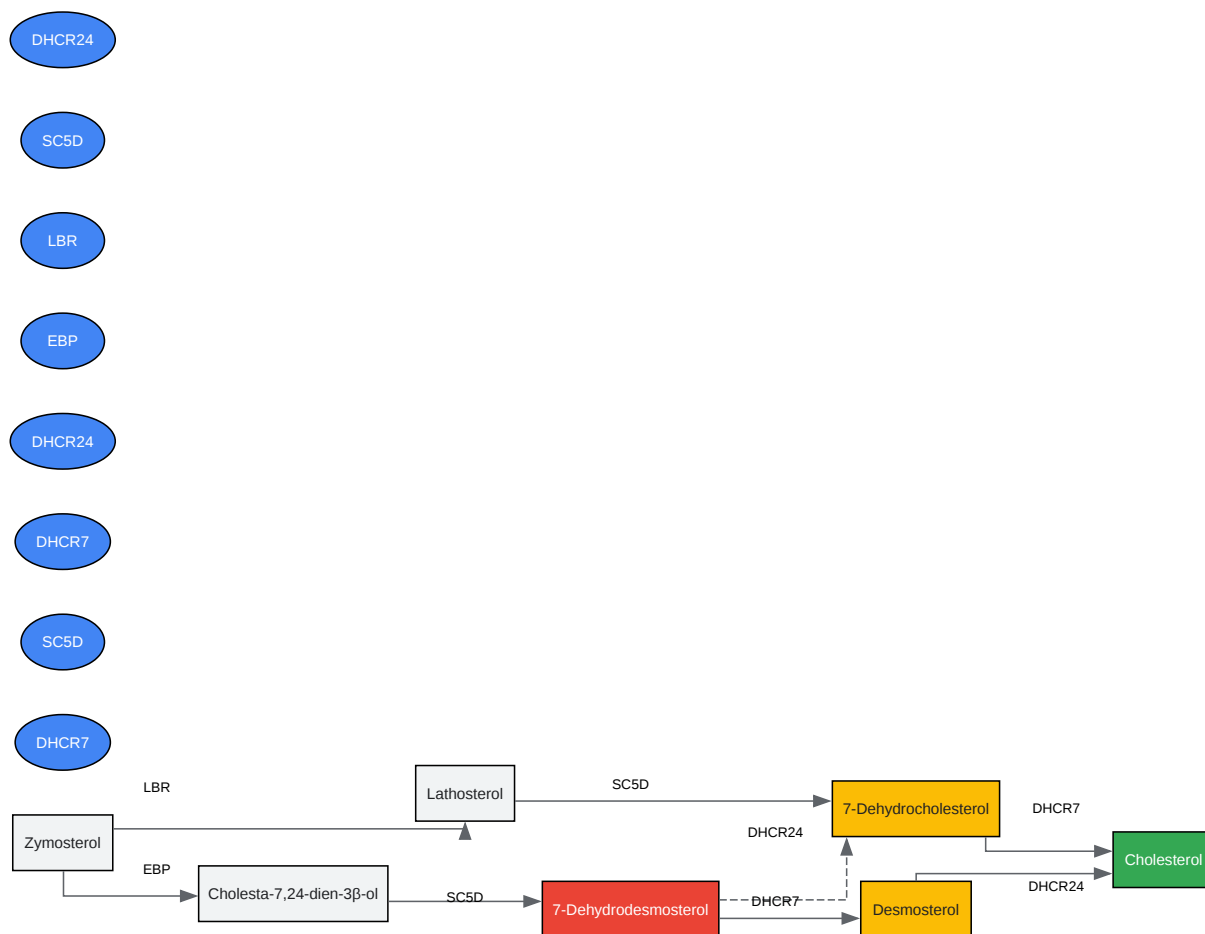 DHCR24
SC5D
LBR
EBP
DHCR24
DHCR7
SC5D
DHCR7
LBR
Lathosterol
SC5D
7-Dehydrocholesterol
DHCR7
Zymosterol
DHCR24
Cholesterol
EBP
Cholesta-7,24-dien-3β-ol
SC5D
7-Dehydrodesmosterol
DHCR7
Desmosterol
DHCR24